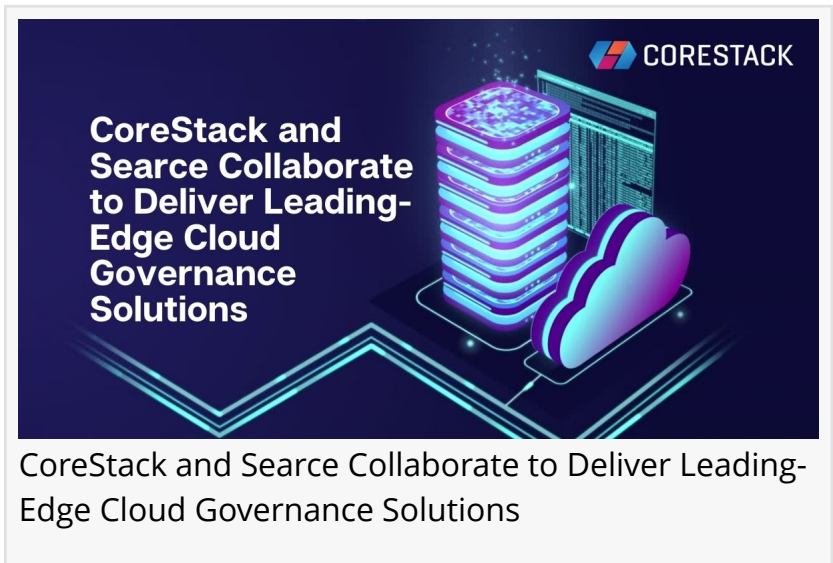 CORESTACK
CoreStack and
Searce Collaborate
to Deliver Leading-
Edge Cloud
Governance
Solutions
CoreStack and Searce Collaborate to Deliver Leading-
Edge Cloud Governance Solutions